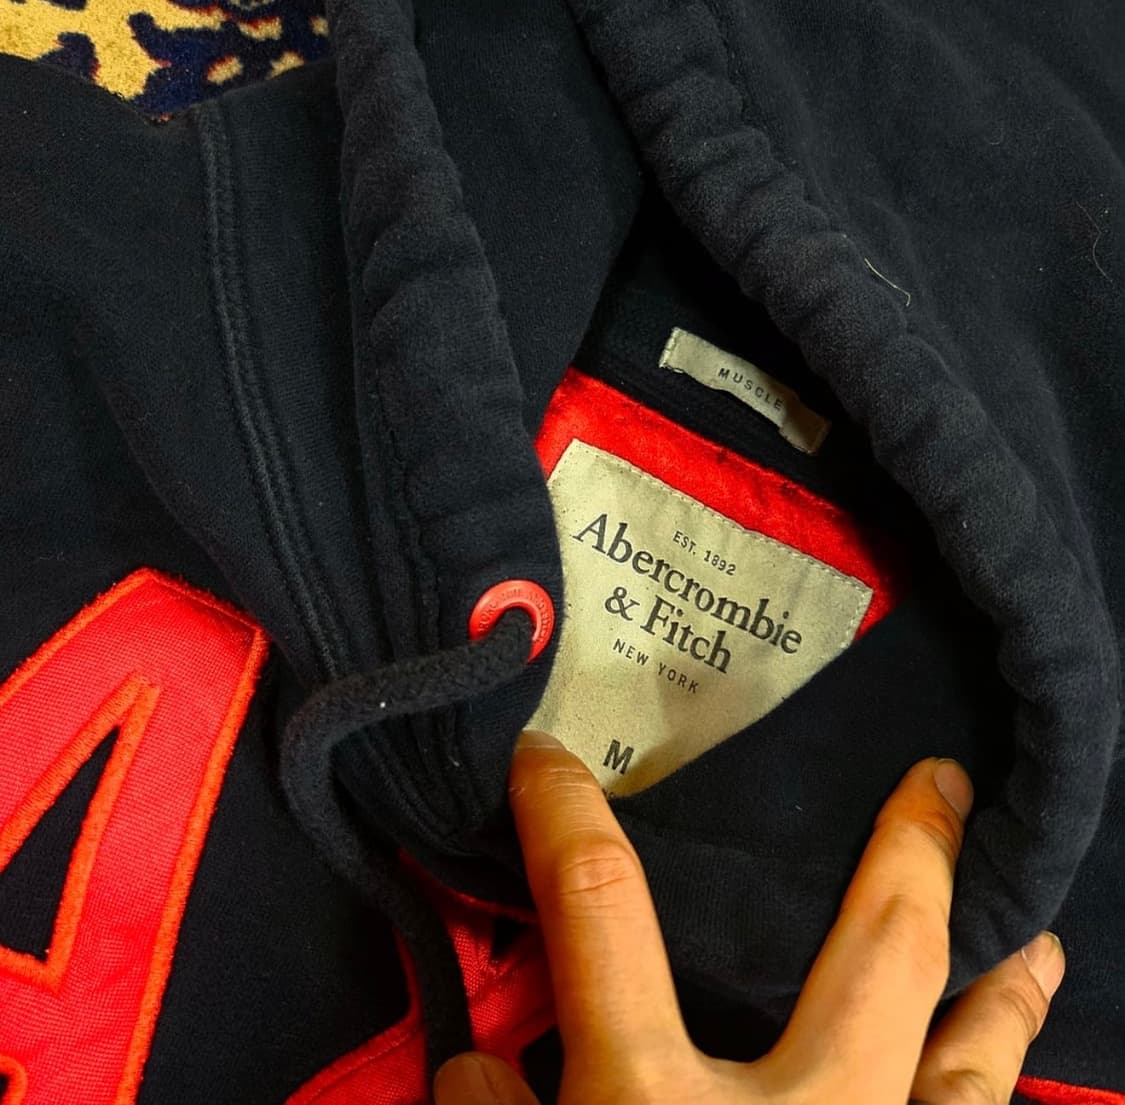 MUSCLE
EST. 1892
Abercrombie
& Fitch
NEW YORK
M
A